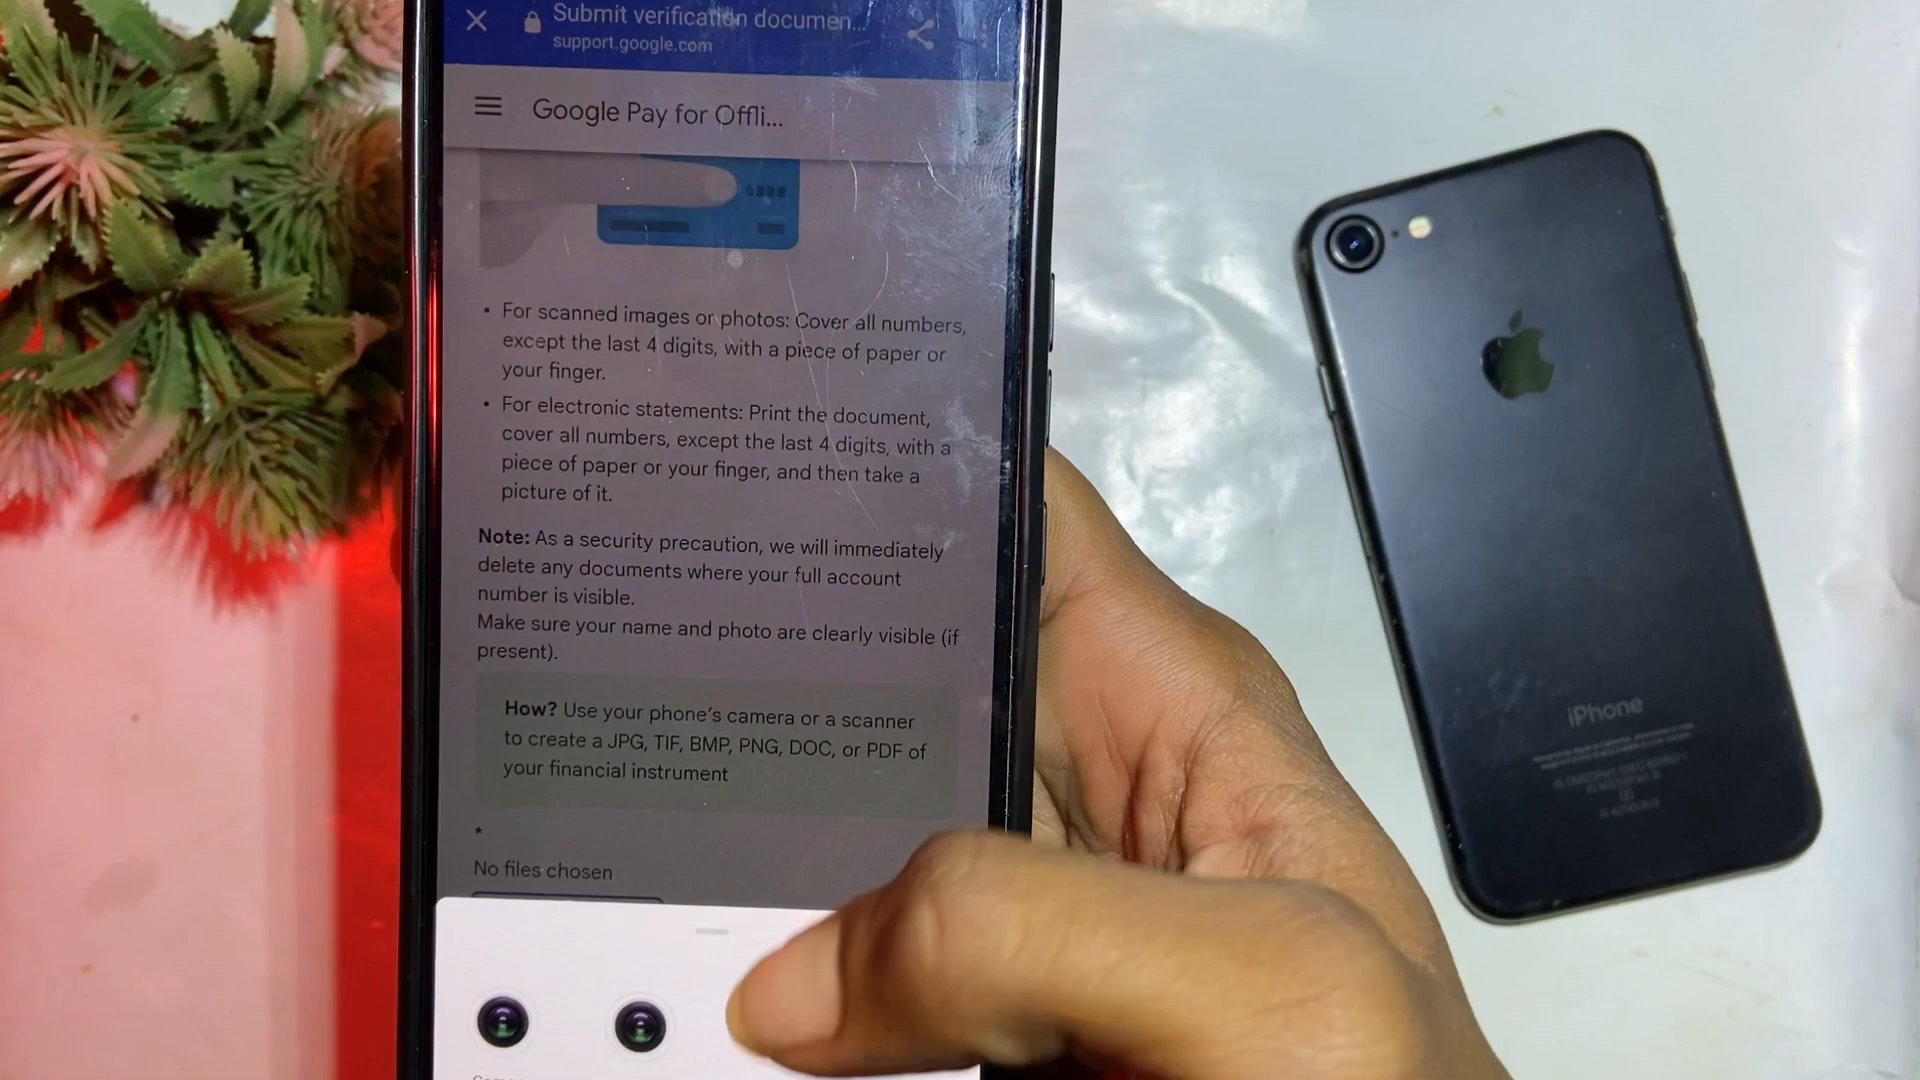 Submit verification documen...
support.google.com
Google Pay for Offli...
• For scanned images or photos: Cover all numbers,
except the last 4 digits, with a piece of paper or
your finger.
• For electronic statements: Print the document,
cover all numbers, except the last 4 digits, with a
piece of paper or your finger, and then take a
picture of it.
Note: As a security precaution, we will immediately
delete any documents where your full account
number is visible.
Make sure your name and photo are clearly visible (if
present).
How? Use your phone's camera or a scanner
to create a JPG, TIF, BMP, PNG, DOC, or PDF of
your financial instrument
*
No files chosen
iPhone